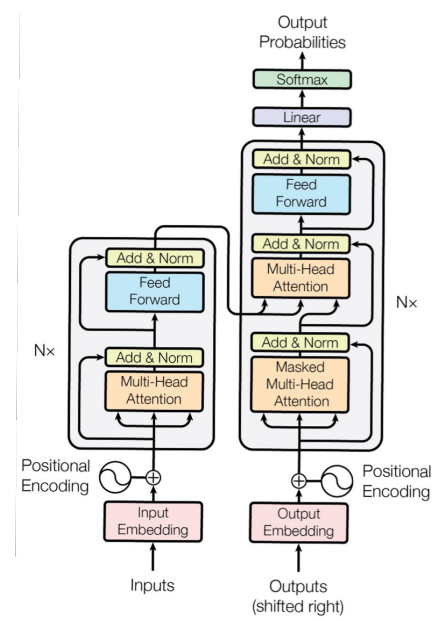 Output
Probabilities
Softmax
Linear
Add & Norm
Feed
Forward
Add & Norm
Multi-Head
Attention
Add & Norm
Masked
Multi-Head
Attention
Nx
Add & Norm
Feed
Forward
Add & Norm
Multi-Head
Attention
N×
Positional
Encoding
Positional
Encoding
Input
Embedding
Output
Embedding
Inputs
Outputs
(shifted right)